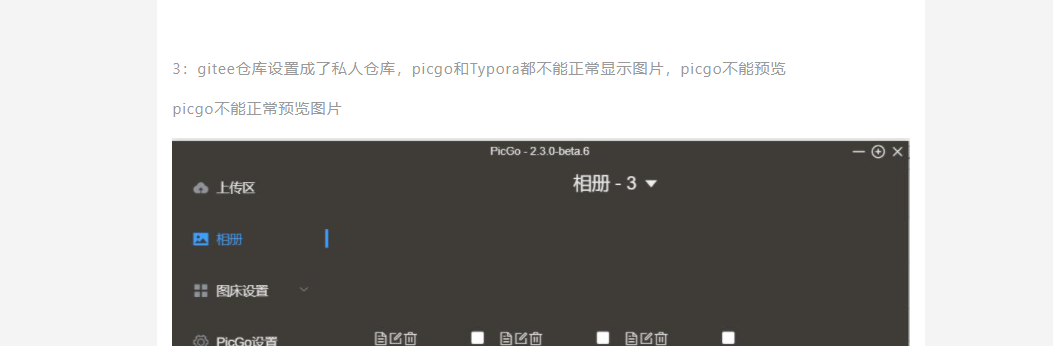 3：gitee仓库设置成了私人仓库，picgo和Typora都不能正常显示图片，picgo不能预览
picgo不能正常预览图片
PicGo - 2.3.0-beta.6
上传区
相册 - 3
相册
图床设置
PicGo设置